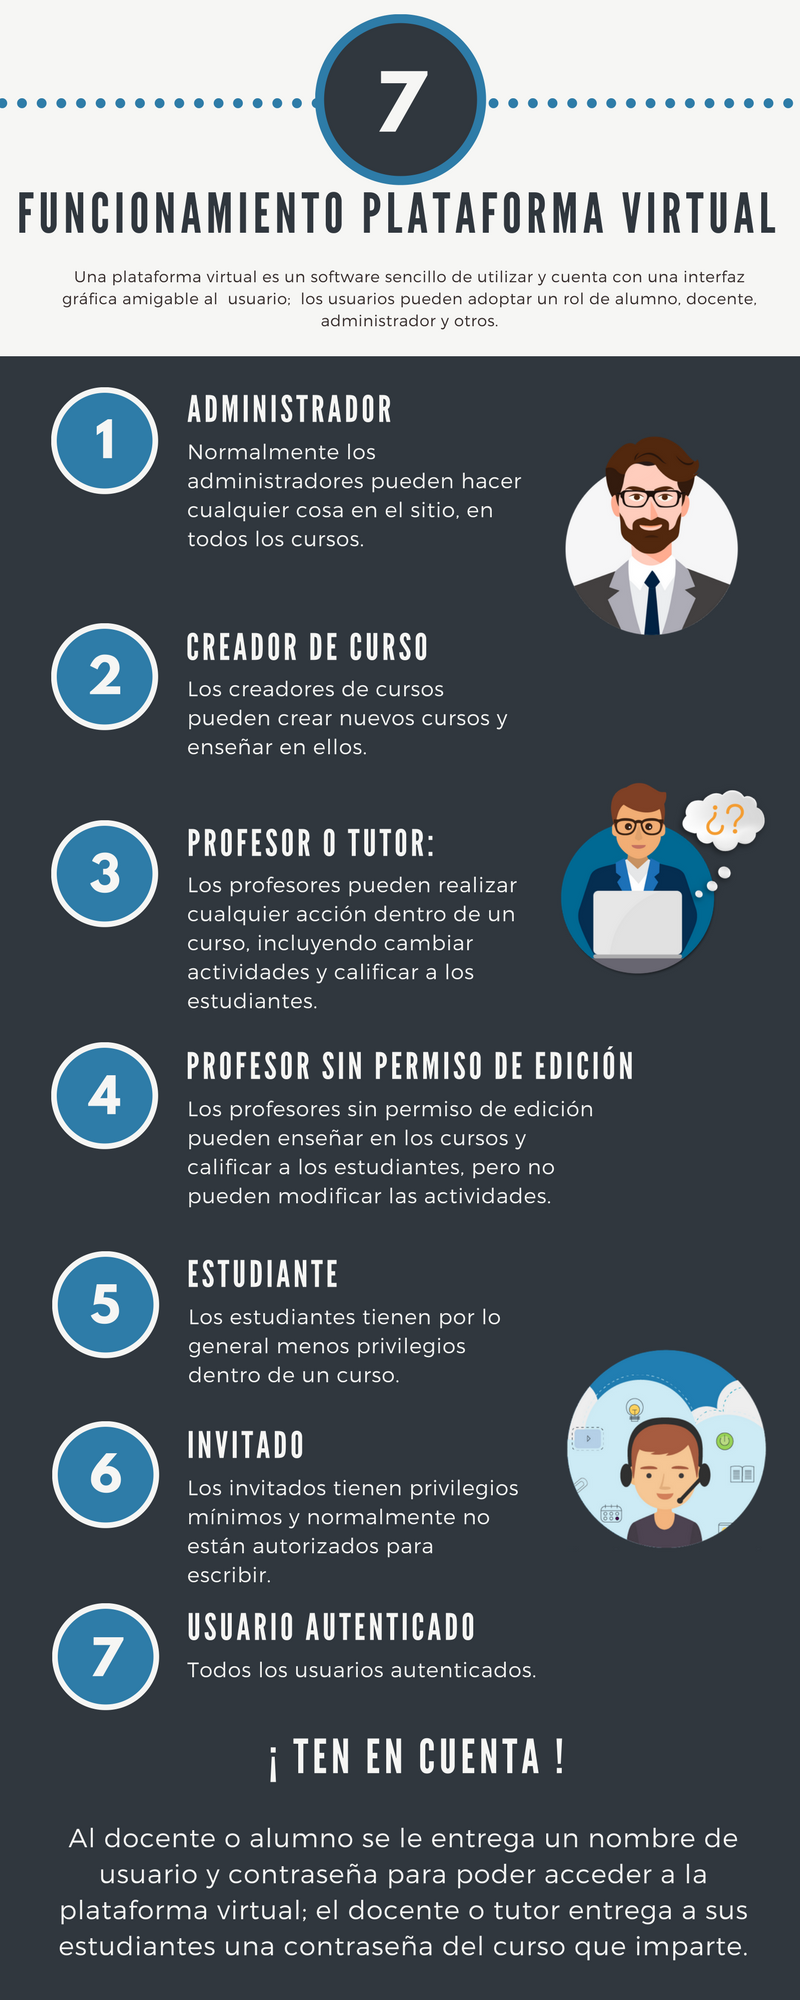 7
FUNCIONAMIENTO PLATAFORMA VIRTUAL
Una plataforma virtual es un software sencillo de utilizar y cuenta con una interfaz
gráfica amigable al usuario; los usuarios pueden adoptar un rol de alumno, docente,
administrador y otros.
1
ADMINISTRADOR
Normalmente los
administradores pueden hacer
cualquier cosa en el sitio, en
todos los cursos.
2
CREADOR DE CURSO
Los creadores de cursos
pueden crear nuevos cursos y
enseñar en ellos.
3
PROFESOR O TUTOR:
Los profesores pueden realizar
cualquier acción dentro de un
curso, incluyendo cambiar
actividades y calificar a los
estudiantes.
¿?
4
PROFESOR SIN PERMISO DE EDICIÓN
Los profesores sin permiso de edición
pueden enseñar en los cursos y
calificar a los estudiantes, pero no
pueden modificar las actividades.
5
ESTUDIANTE
Los estudiantes tienen por lo
general menos privilegios
dentro de un curso.
6
INVITADO
Los invitados tienen privilegios
mínimos y normalmente no
están autorizados para
escribir.
7
USUARIO AUTENTICADO
Todos los usuarios autenticados.
¡ TEN EN CUENTA !
Al docente o alumno se le entrega un nombre de
usuario y contraseña para poder acceder a la
plataforma virtual; el docente o tutor entrega a sus
estudiantes una contraseña del curso que imparte.